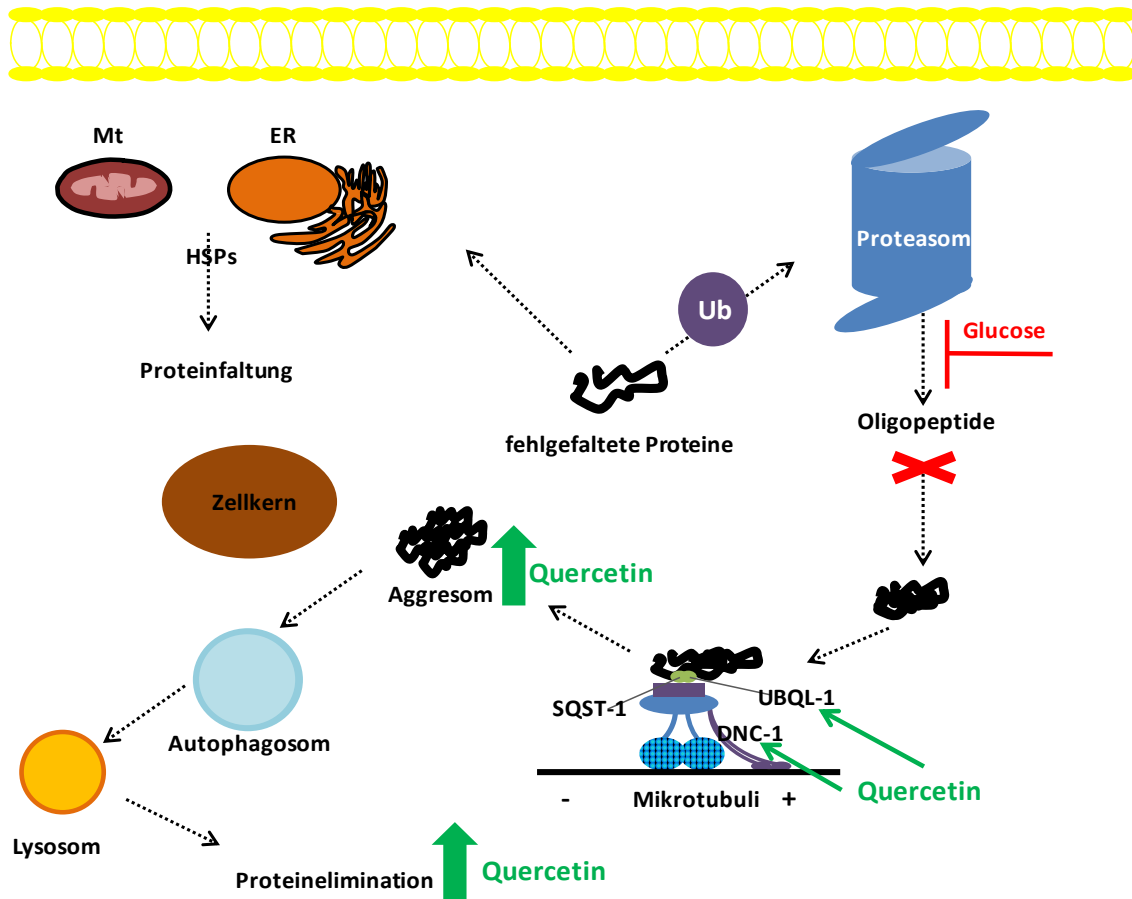 Mt
ER
HSPs
Proteinfaltung
Ub
Proteasom
Glucose
Oligopeptide
fehlgefaltete Proteine
Zellkern
Aggresom
Quercetin
Autophagosom
SQST-1
UBQL-1
DNC-1
Quercetin
- Mikrotubuli +
Lysosom
Proteinelimination
Quercetin